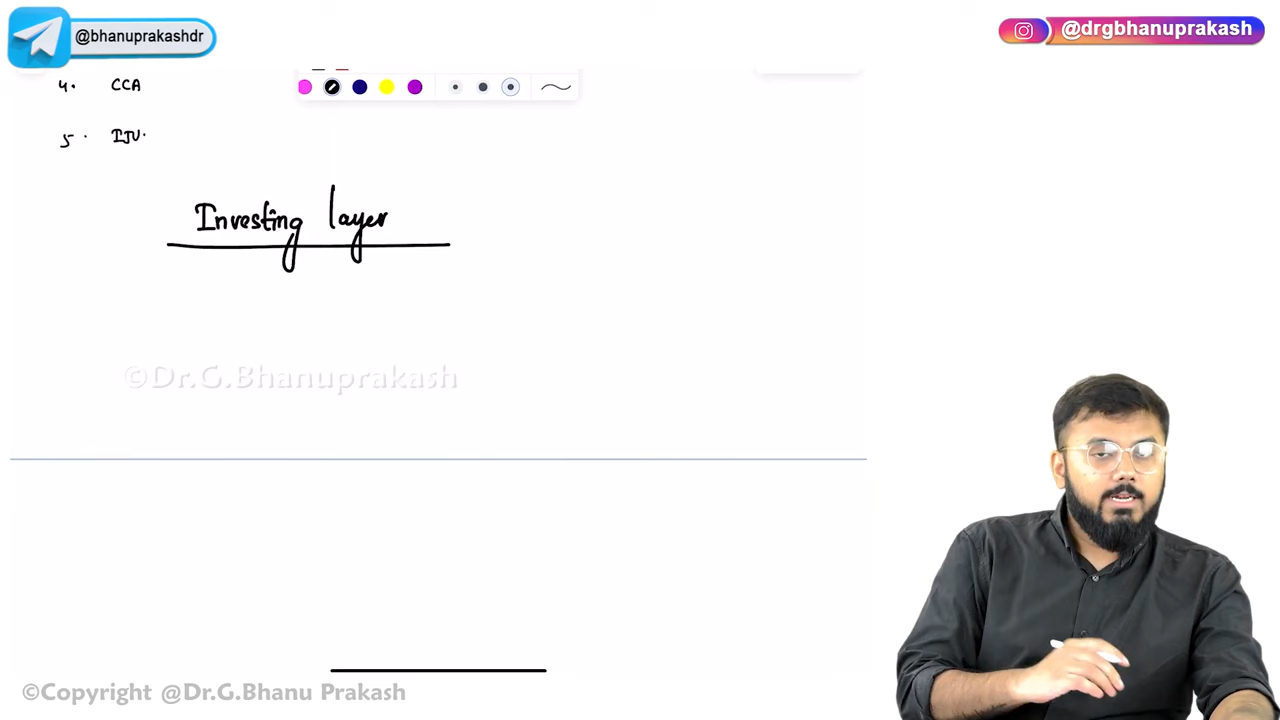 @bhanuprakashdr
@drgbhanuprakash
4. CCA
5. IJV.
Investing layer
©Dr.G.Bhanuprakash
©Copyright @Dr.G.Bhanu Prakash